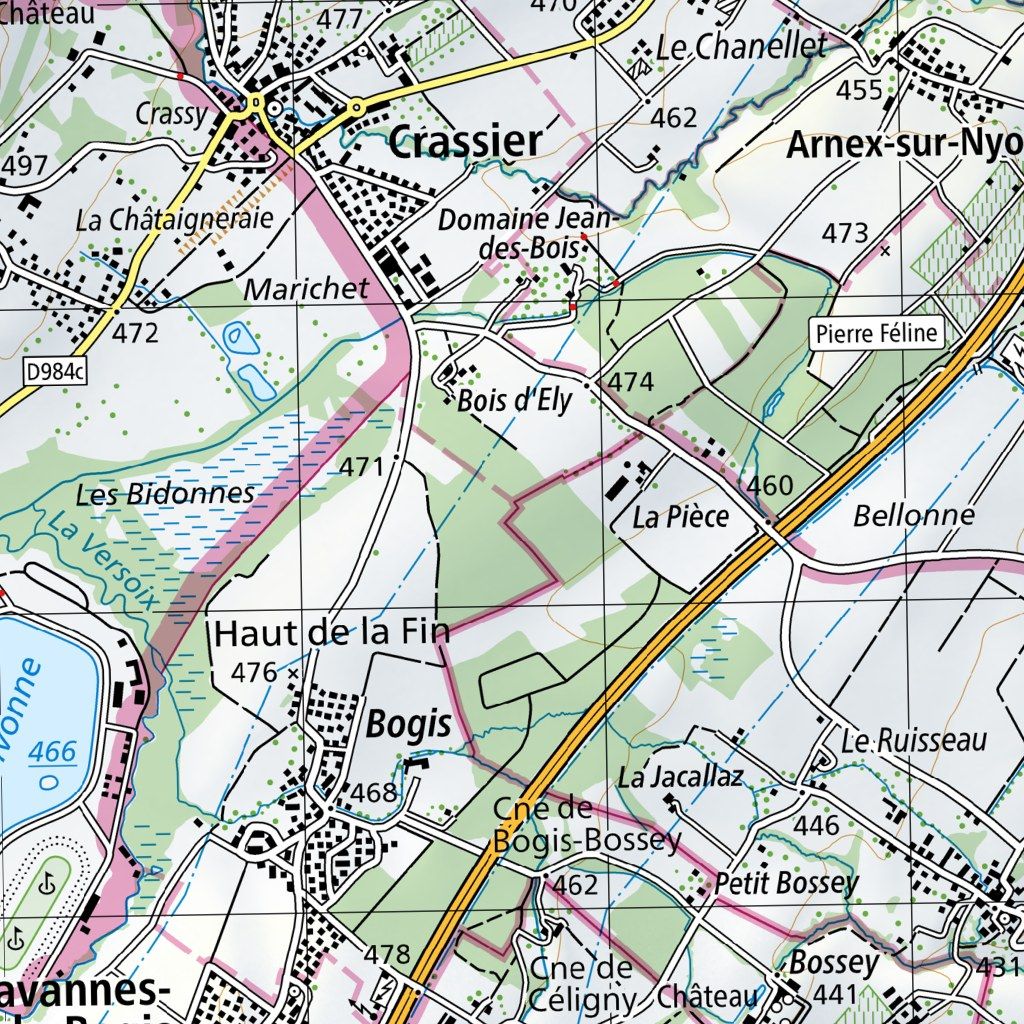 Château
477
470
Le Chanellet
455
Crassy
Crassier
462
Arnex-sur-Nyo
497
La Châtaigneraie
Domaine Jean-
des-Bois
473
Marichet
472
Pierre Féline
D984c
474
Bois d'Ely
471
Les Bidonnes
460
La Pièce
Bellonne
La Versoix
Haut de la Fin
476
Bogis
vonne
466
Le Ruisseau
La Jacallaz
468
Cne de
Bogis-Bossey
446
462
Petit Bossey
478
Cne de
Céligny
Bossey
431
Château
441
avannes-